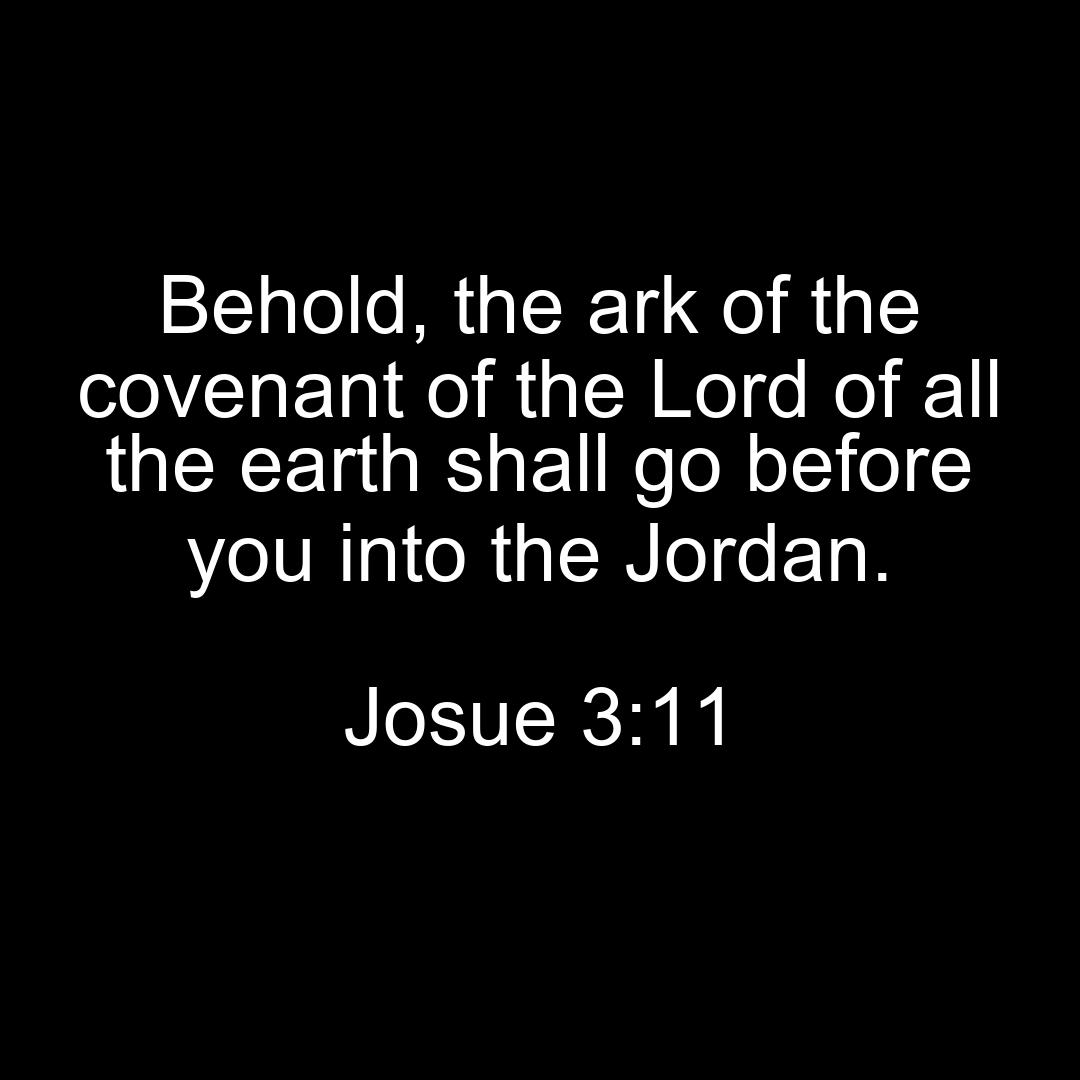 Behold, the ark of the
covenant of the Lord of all
the earth shall go before
you into the Jordan.
Josue 3:11